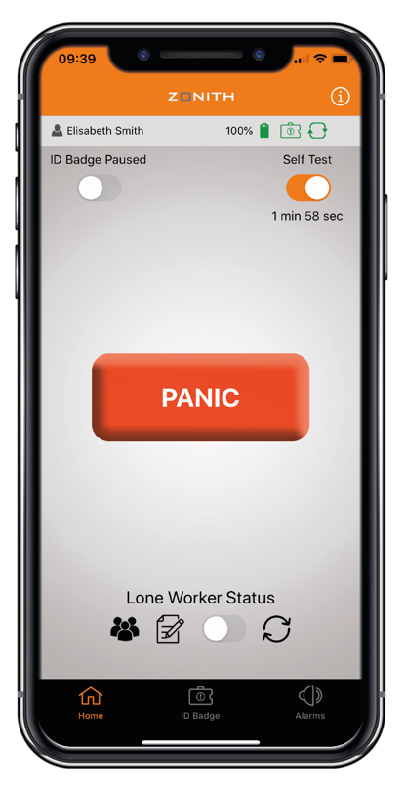 09:39
ZONITH
Elisabeth Smith 100%
ID Badge Paused Self Test
1 min 58 sec
PANIC
Lone Worker Status
Home ID Badge Alarms